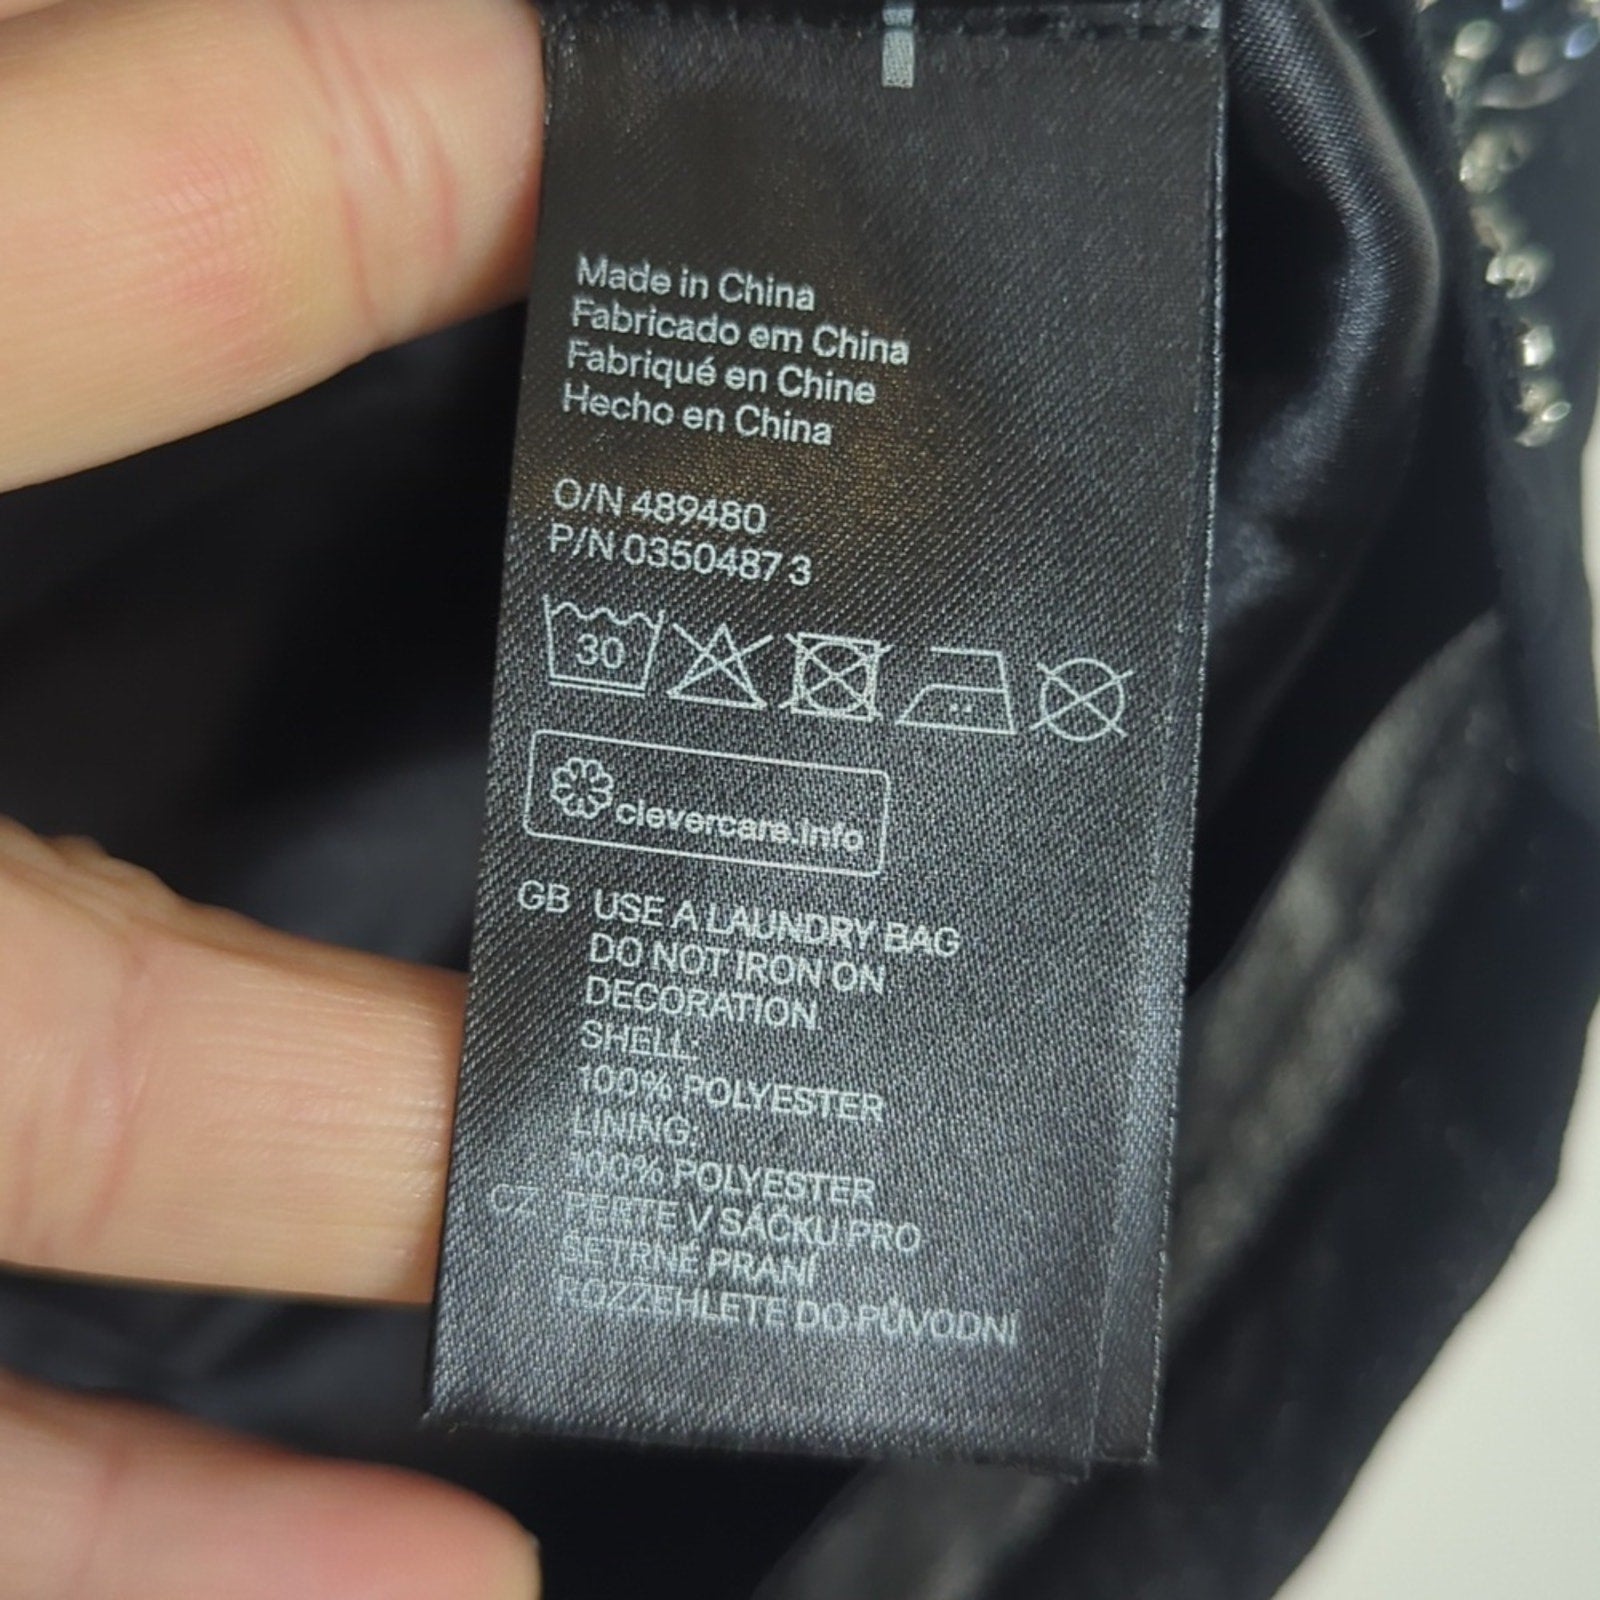 Made in China
Fabricado em China
Fabriqué en Chine
Hecho en China
O/N 489480
P/N 0350487 3
30
clevercare.info
GB USE A LAUNDRY BAG
DO NOT IRON ON
DECORATION
SHELL:
100% POLYESTER
LINING:
100% POLYESTER
CZ PERTE V SÁČKU PRO
ŠETRNÉ PRANÍ
ROZŽEHLETE DO PŮVODNÍ